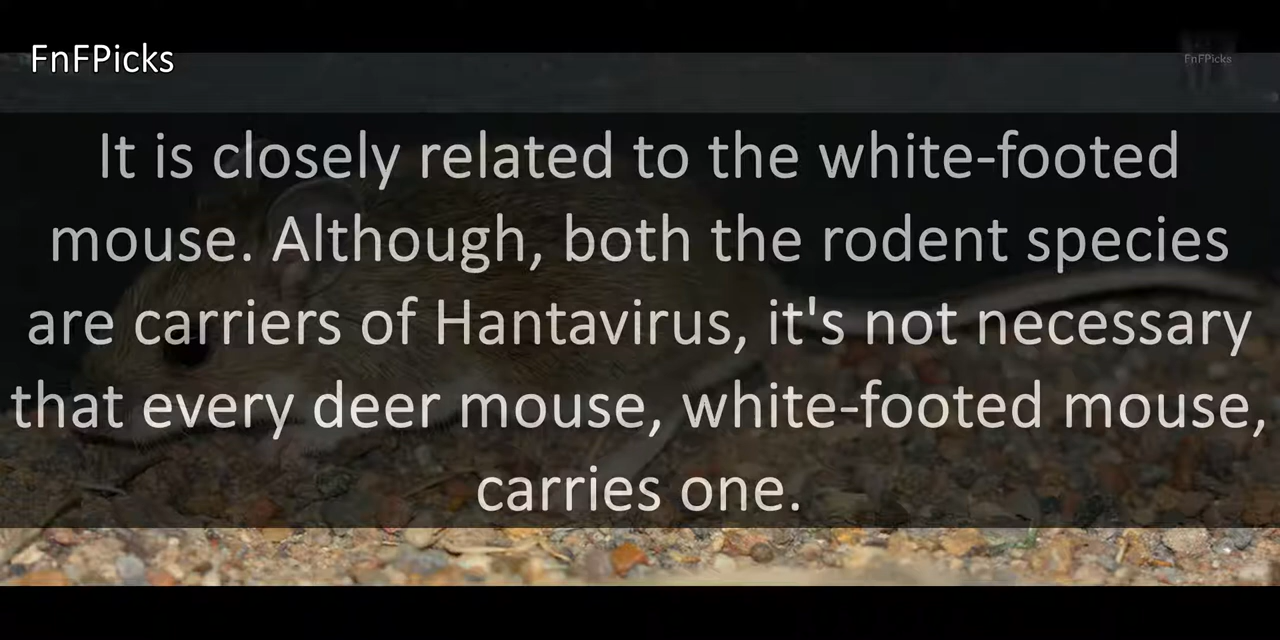 FnFPicks
FnFPicks
It is closely related to the white-footed
mouse. Although, both the rodent species
are carriers of Hantavirus, it's not necessary
that every deer mouse, white-footed mouse,
carries one.